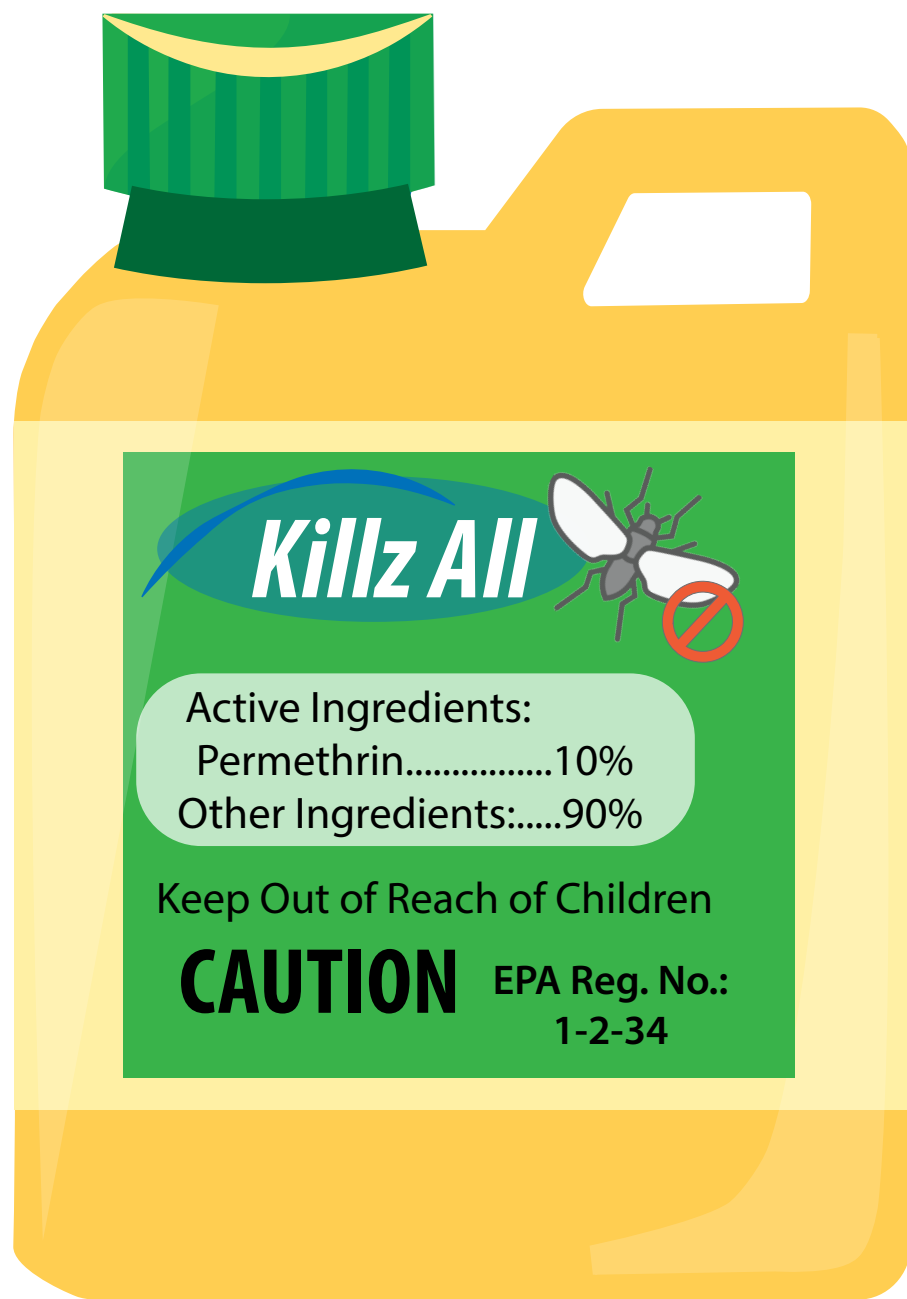 Killz All
Active Ingredients:
Permethrin................10%
Other Ingredients:.....90%
Keep Out of Reach of Children
CAUTION
EPA Reg. No.:
1-2-34